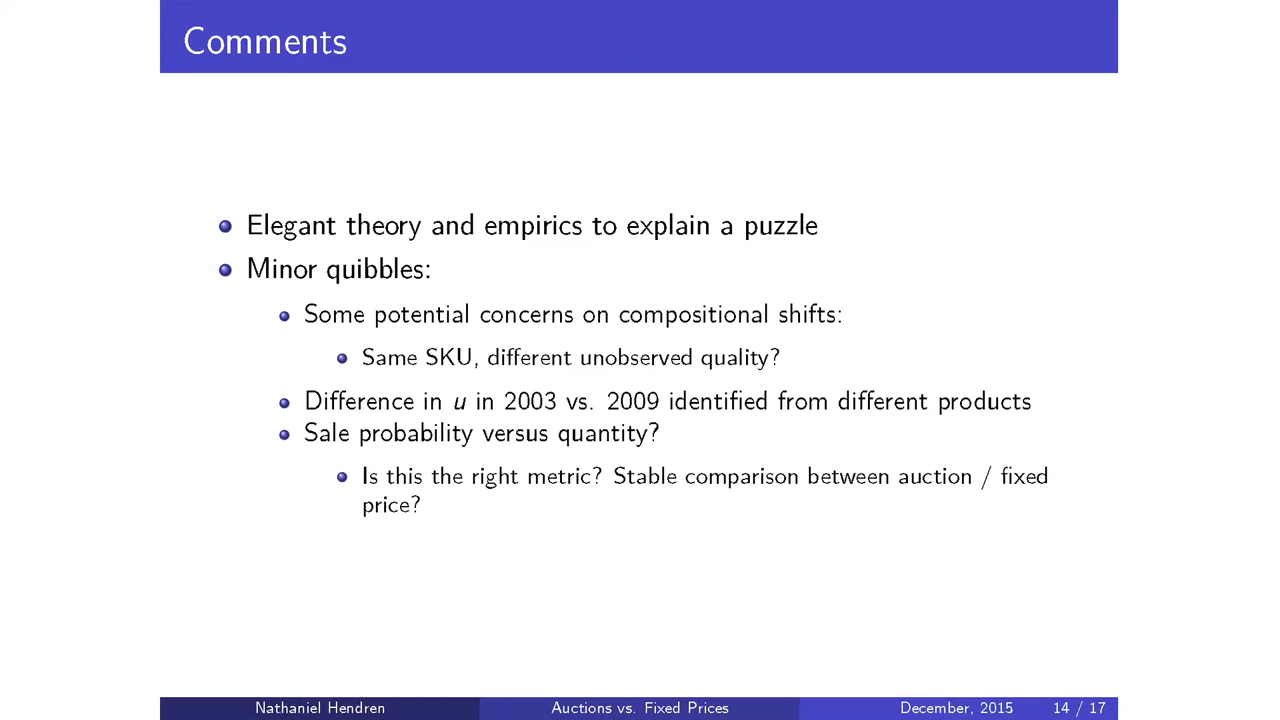 Comments
Elegant theory and empirics to explain a puzzle
Minor quibbles:
Some potential concerns on compositional shifts:
Same SKU, different unobserved quality?
Difference in u in 2003 vs. 2009 identified from different products
Sale probability versus quantity?
Is this the right metric? Stable comparison between auction / fixed
price?
Nathaniel Hendren Auctions vs. Fixed Prices December, 2015 14 / 17